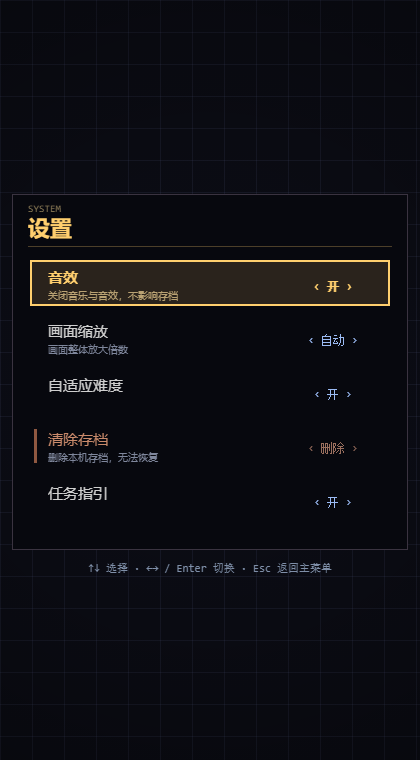 SYSTEM
设置
音效
关闭音乐与音效，不影响存档
‹ 开 ›
画面缩放
画面整体放大倍数
‹ 自动 ›
自适应难度
‹ 开 ›
清除存档
删除本机存档，无法恢复
‹ 删除 ›
任务指引
‹ 开 ›
↑↓ 选择 · ←→ / Enter 切换 · Esc 返回主菜单